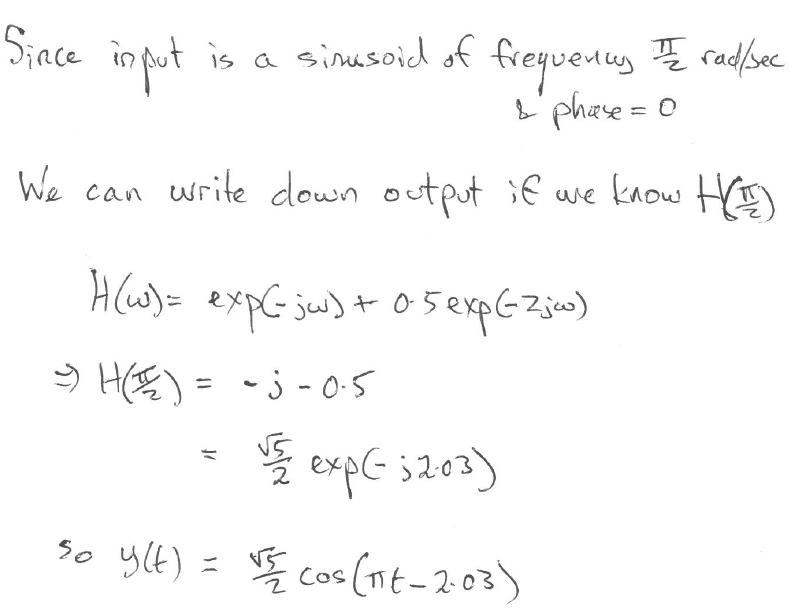 Since input is a sinusoid of frequency π/2 rad/sec
& phase = 0
We can write down output if we know H(π/2)
H(ω) = exp(-jω) + 0.5 exp(-2jω)
⇒ H(π/2) = -j - 0.5
= √5/2 exp(-j2.03)
so y(t) = √5/2 cos(πt - 2.03)